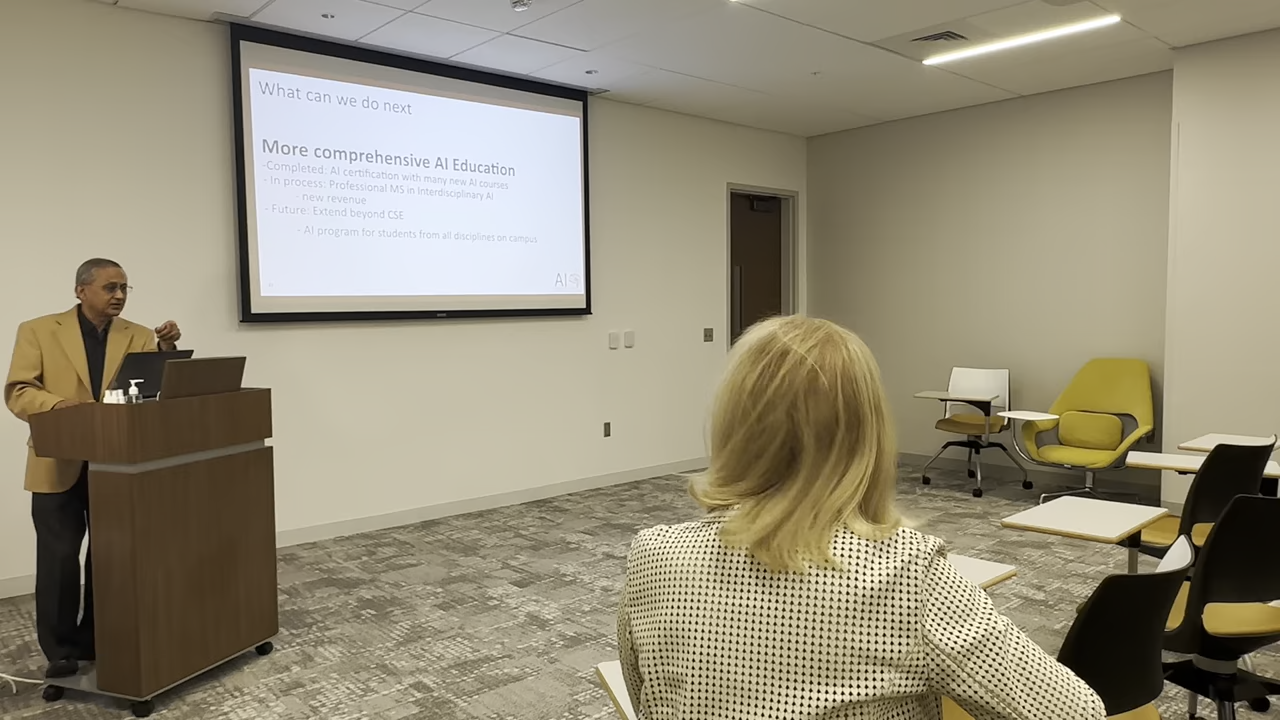 What can we do next
More comprehensive AI Education
-Completed: AI certification with many new AI courses
- In process: Professional MS in Interdisciplinary AI
- new revenue
- Future: Extend beyond CSE
- AI program for students from all disciplines on campus
AI